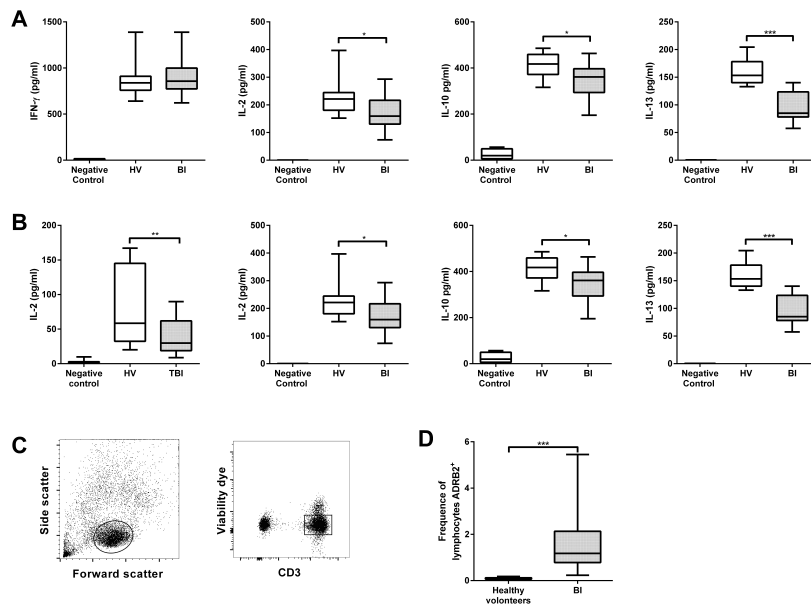 A
IFN-γ (pg/ml)
1500
1000
500
0
Negative Control
HV
BI
IL-2 (pg/ml)
500
400
300
200
100
0
*
Negative Control
HV
BI
IL-10 pg/ml)
600
400
200
0
*
Negative Control
HV
BI
IL-13 (pg/ml)
250
200
150
100
50
0
***
Negative Control
HV
BI
B
IL-2 (pg/ml)
200
150
100
50
0
**
Negative control
HV
TBI
IL-2 (pg/ml)
500
400
300
200
100
0
*
Negative Control
HV
BI
IL-10 (pg/ml)
600
400
200
0
*
Negative Control
HV
BI
IL-13 (pg/ml)
250
200
150
100
50
0
***
Negative Control
HV
BI
C
Side scatter
Forward scatter
Viability dye
CD3
D
Frequence of
lymphocytes ADRB2+
6
4
2
0
***
Healthy volunteers
BI